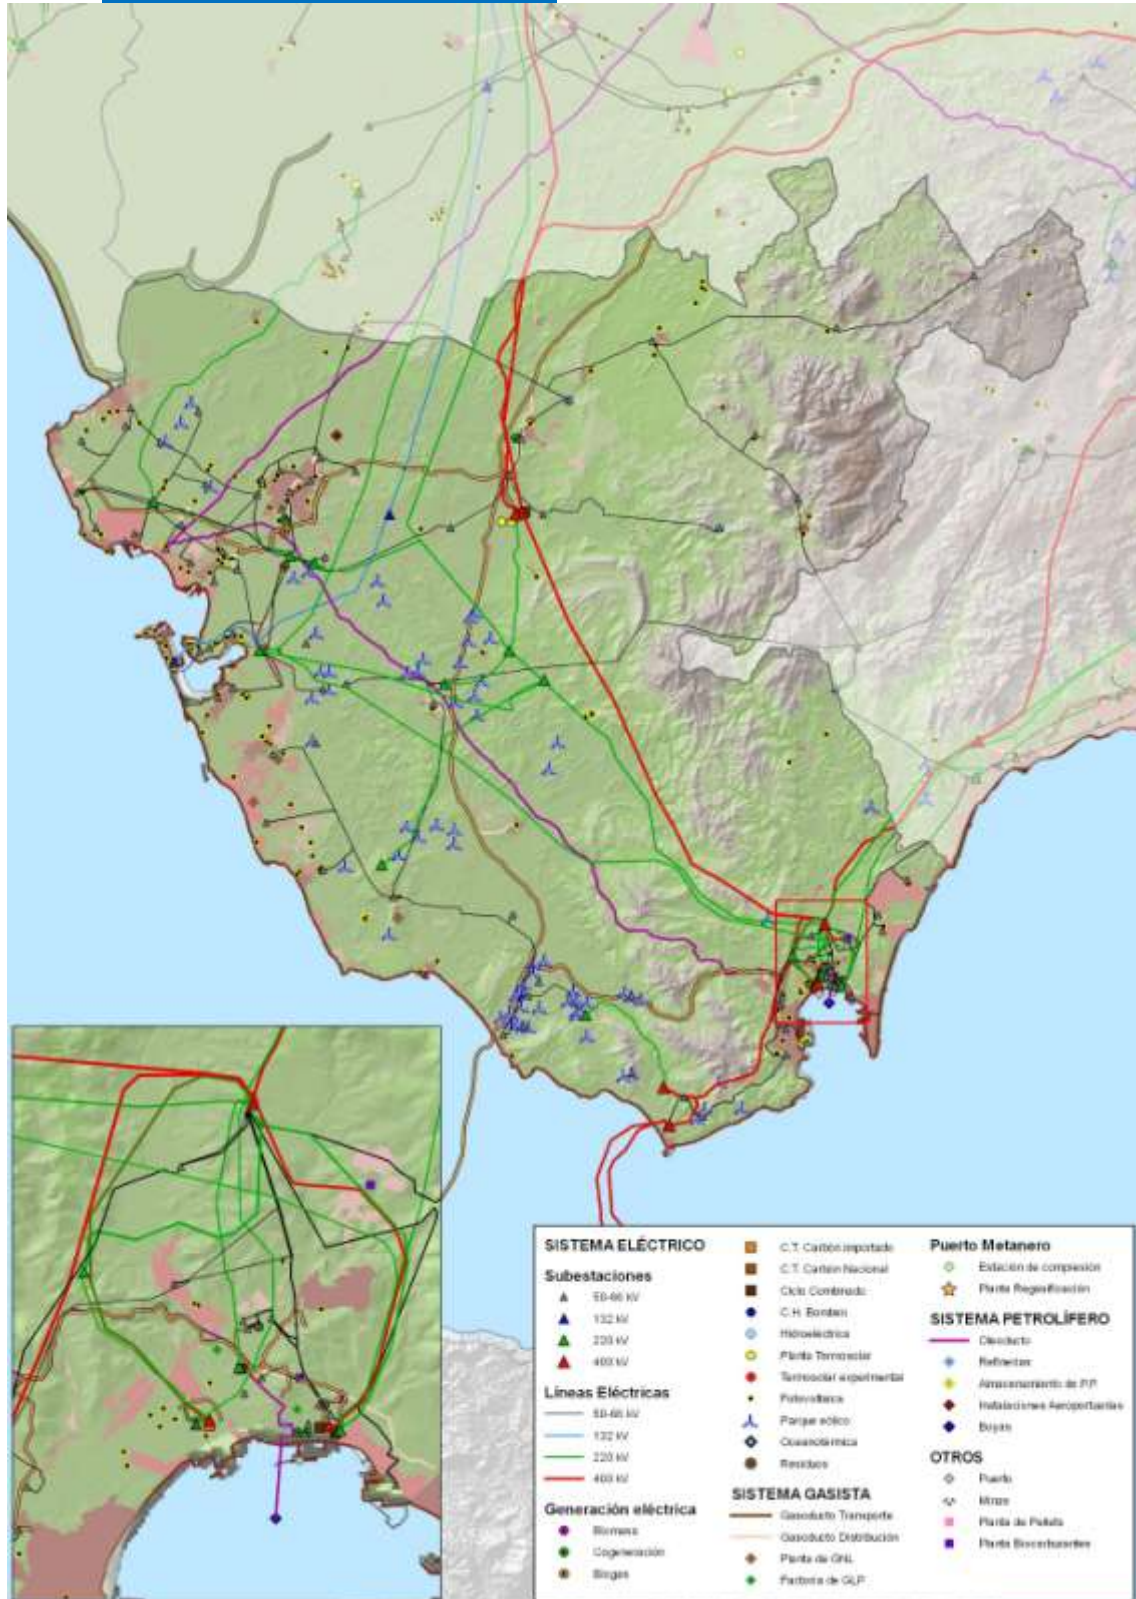 SISTEMA ELÉCTRICO
Subestaciones
50-66 kV
132 kV
220 kV
400 kV
Líneas Eléctricas
50-66 kV
132 kV
220 kV
400 kV
Generación eléctrica
Biomasa
Cogeneración
Biogas
C.T. Carbón importado
C.T. Carbón Nacional
Ciclo Combinado
C.H. Bombeo
Hidroeléctrica
Planta Termosolar
Termosolar experimental
Fotovoltaica
Parque eólico
Oceanotérmica
Residuos
SISTEMA GASISTA
Gasoducto Transporte
Gasoducto Distribución
Planta de GNL
Factoría de GLP
Puerto Metanero
Estación de compresión
Planta Regasificación
SISTEMA PETROLÍFERO
Oleoducto
Refinerías
Almacenamiento de P.P.
Instalaciones Aeroportuarias
Boyas
OTROS
Puerto
Minas
Planta de Pellets
Planta Biocarburantes